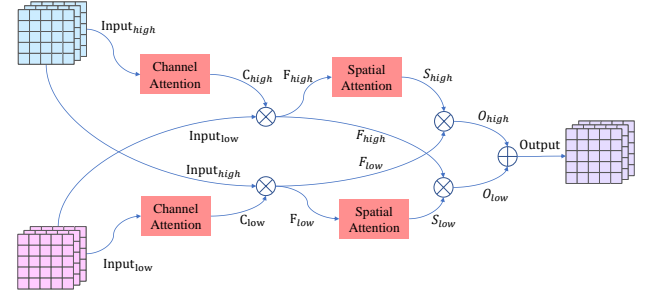 Input_high
Channel
Attention
C_high
F_high
Spatial
Attention
S_high
O_high
Input_low
F_high
Output
Input_high
F_low
Channel
Attention
C_low
F_low
Spatial
Attention
S_low
O_low
Input_low